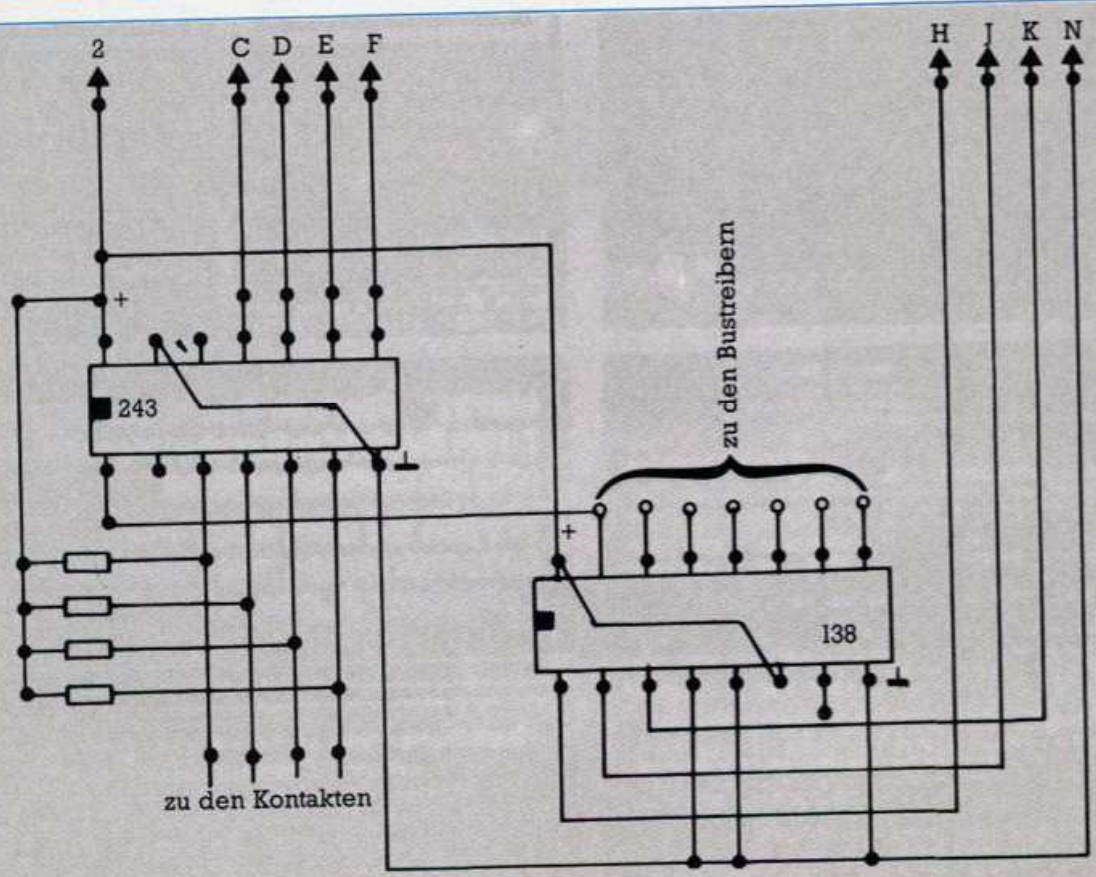 2 C D E F H J K N
+
243
zu den Bustreibern
+
138
zu den Kontakten